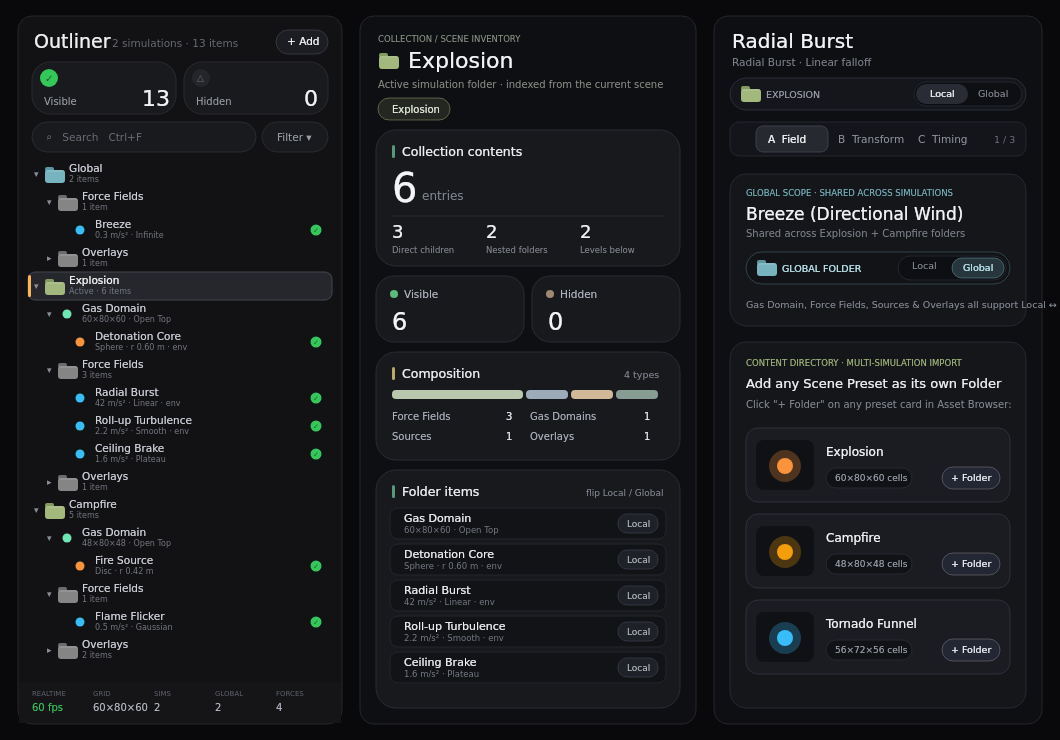 Outliner
2 simulations · 13 items
+ Add
✓
Visible
13
△
Hidden
0
⌕ Search Ctrl+F
Filter ▾
▾ Global
2 items
▾ Force Fields
1 item
Breeze
0.3 m/s² · Infinite
✓
▸ Overlays
1 item
▾ Explosion
Active · 6 items
▾ Gas Domain
60×80×60 · Open Top
Detonation Core
Sphere · r 0.60 m · env
✓
▾ Force Fields
3 items
Radial Burst
42 m/s² · Linear · env
✓
Roll-up Turbulence
2.2 m/s² · Smooth · env
✓
Ceiling Brake
1.6 m/s² · Plateau
✓
▸ Overlays
1 item
▾ Campfire
5 items
▾ Gas Domain
48×80×48 · Open Top
Fire Source
Disc · r 0.42 m
✓
▾ Force Fields
1 item
Flame Flicker
0.5 m/s² · Gaussian
✓
▸ Overlays
2 items
REALTIME
60 fps
GRID
60×80×60
SIMS
2
GLOBAL
2
FORCES
4
COLLECTION / SCENE INVENTORY
Explosion
Active simulation folder · indexed from the current scene
Explosion
Collection contents
6 entries
3
Direct children
2
Nested folders
2
Levels below
Visible
6
Hidden
0
Composition
4 types
Force Fields 3
Gas Domains 1
Sources 1
Overlays 1
Folder items
flip Local / Global
Gas Domain
60×80×60 · Open Top
Local
Detonation Core
Sphere · r 0.60 m · env
Local
Radial Burst
42 m/s² · Linear · env
Local
Roll-up Turbulence
2.2 m/s² · Smooth · env
Local
Ceiling Brake
1.6 m/s² · Plateau
Local
Radial Burst
Radial Burst · Linear falloff
EXPLOSION
Local
Global
A Field
B Transform
C Timing
1 / 3
GLOBAL SCOPE · SHARED ACROSS SIMULATIONS
Breeze (Directional Wind)
Shared across Explosion + Campfire folders
GLOBAL FOLDER
Local
Global
Gas Domain, Force Fields, Sources & Overlays all support Local ↔
CONTENT DIRECTORY · MULTI-SIMULATION IMPORT
Add any Scene Preset as its own Folder
Click "+ Folder" on any preset card in Asset Browser:
Explosion
60×80×60 cells
+ Folder
Campfire
48×80×48 cells
+ Folder
Tornado Funnel
56×72×56 cells
+ Folder